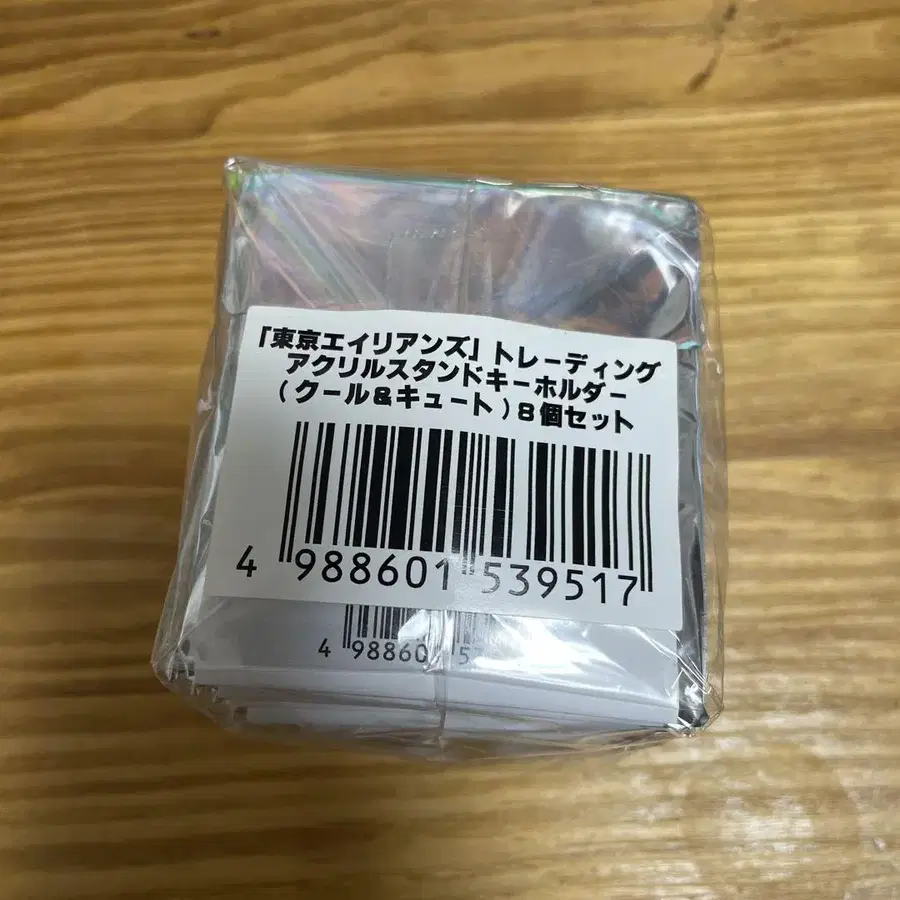 「東京エイリアンズ」トレーディング
アクリルスタンドキーホルダー
(クール&キュート)8個セット
4 988601 539517
4 98860